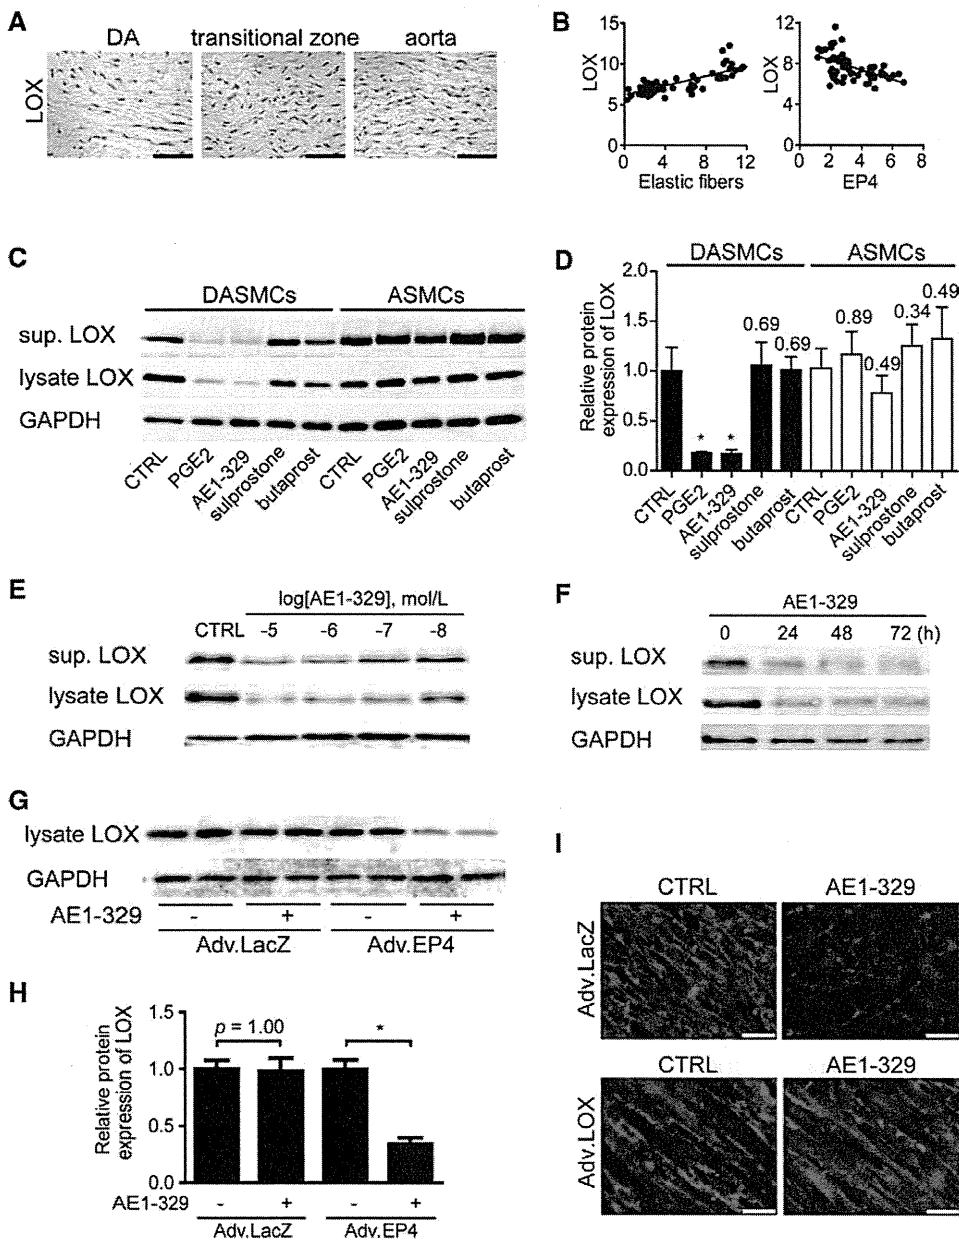 A
DA
transitional zone
aorta
LOX
B
LOX
15
10
5
0
0
4
8
12
Elastic fibers
LOX
12
9
6
3
0
0
2
4
6
8
EP4
C
DASMCs
ASMCs
sup. LOX
lysate LOX
GAPDH
CTRL
PGE2
AE1-329
sulprostone
butaprost
CTRL
PGE2
AE1-329
sulprostone
butaprost
D
DASMCs
ASMCs
Relative protein
expression of LOX
2.0
1.5
1.0
0.5
0.0
*
*
0.69
0.69
0.89
0.49
0.34
0.49
CTRL
PGE2
AE1-329
sulprostone
butaprost
CTRL
PGE2
AE1-329
sulprostone
butaprost
E
log[AE1-329], mol/L
CTRL -5 -6 -7 -8
sup. LOX
lysate LOX
GAPDH
F
AE1-329
0 24 48 72 (h)
sup. LOX
lysate LOX
GAPDH
G
lysate LOX
GAPDH
AE1-329 - + - +
Adv.LacZ
Adv.EP4
H
Relative protein
expression of LOX
1.5
1.0
0.5
0.0
p = 1.00
*
AE1-329 - + - +
Adv.LacZ
Adv.EP4
I
CTRL
AE1-329
Adv.LacZ
CTRL
AE1-329
Adv.LOX